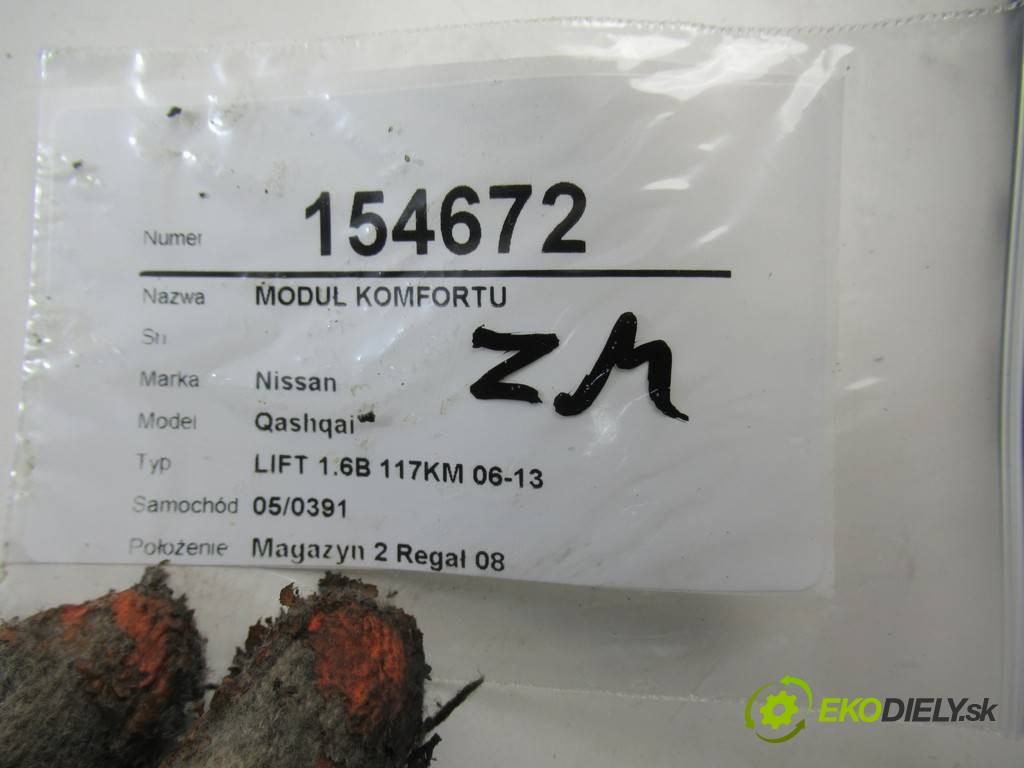 Numer 154672
Nazwa MODUŁ KOMFORTU
Sn
Marka Nissan
ZM
Model Qashqai
Typ LIFT 1.6B 117KM 06-13
Samochód 05/0391
Położenie Magazyn 2 Regał 08
EKODIELY.sk